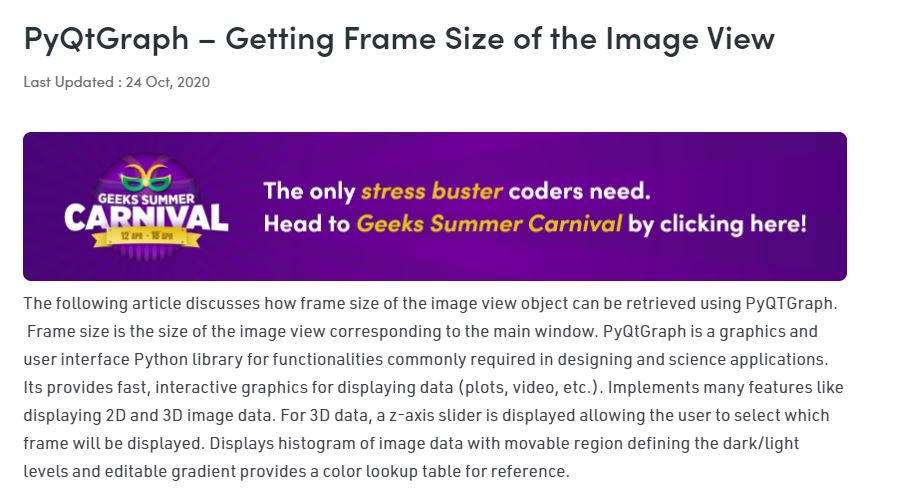 PyQtGraph – Getting Frame Size of the Image View
Last Updated : 24 Oct, 2020
GEEKS SUMMER
CARNIVAL
12 APR - 18 APR
The only stress buster coders need.
Head to Geeks Summer Carnival by clicking here!
The following article discusses how frame size of the image view object can be retrieved using PyQTGraph.
Frame size is the size of the image view corresponding to the main window. PyQtGraph is a graphics and
user interface Python library for functionalities commonly required in designing and science applications.
Its provides fast, interactive graphics for displaying data (plots, video, etc.). Implements many features like
displaying 2D and 3D image data. For 3D data, a z-axis slider is displayed allowing the user to select which
frame will be displayed. Displays histogram of image data with movable region defining the dark/light
levels and editable gradient provides a color lookup table for reference.